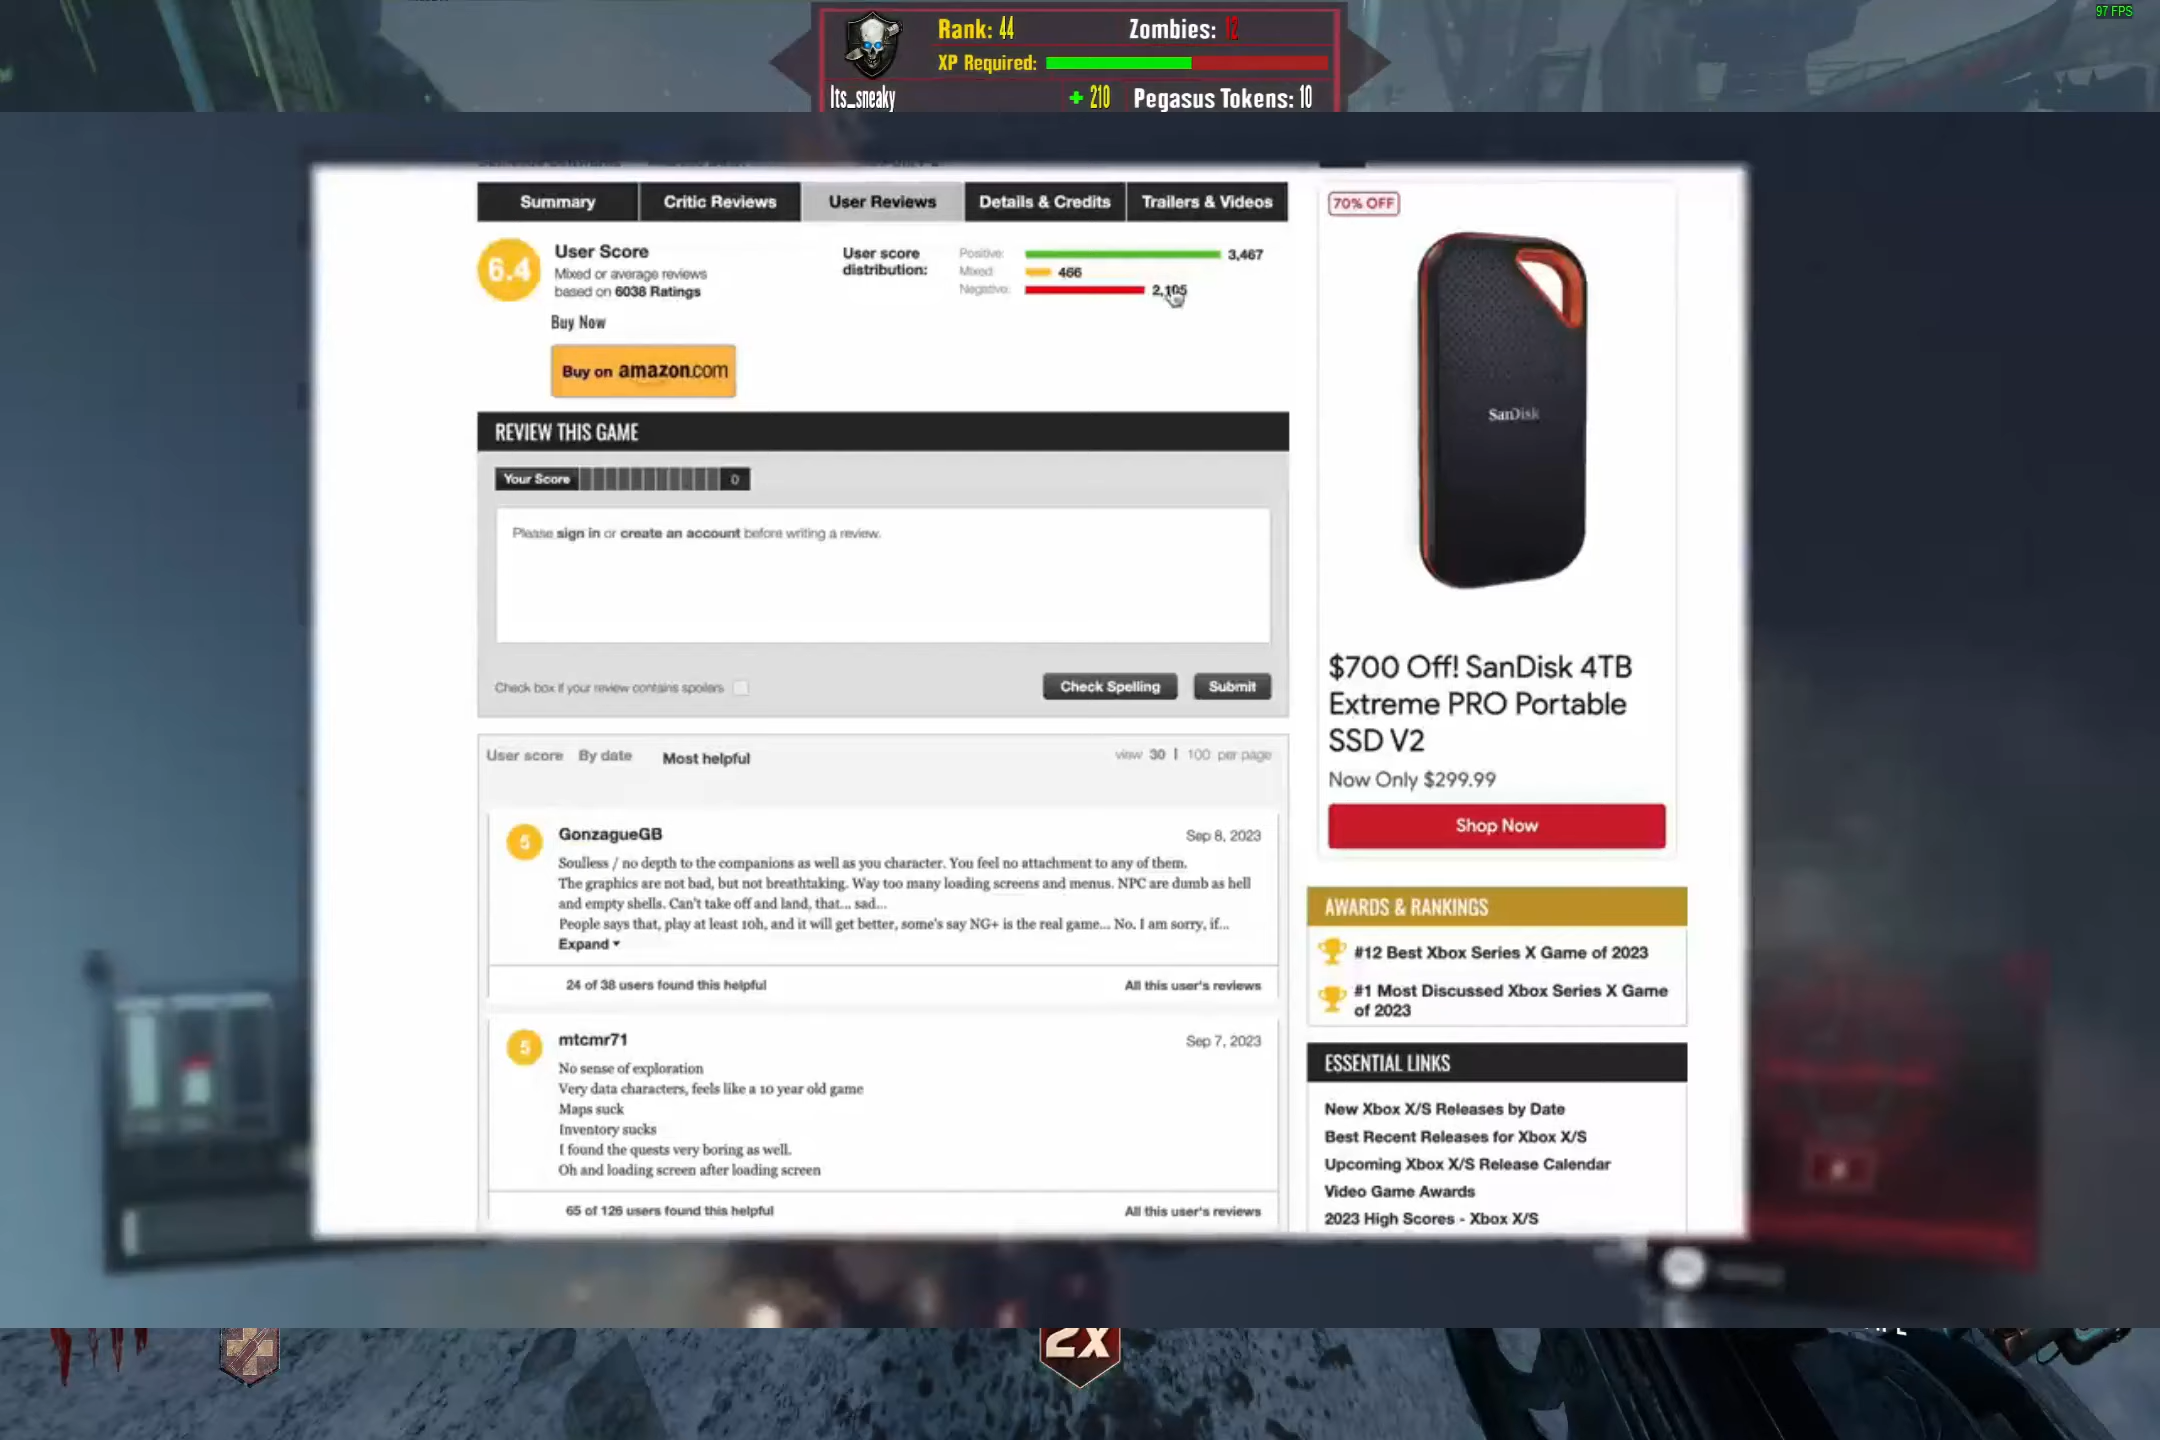 97 FPS
Rank: 44
Zombies: 12
XP Required:
Its_sneaky
+ 210
Pegasus Tokens: 10
Summary
Critic Reviews
User Reviews
Details & Credits
Trailers & Videos
6.4
User Score
Mixed or average reviews
based on 6038 Ratings
User score
distribution:
Positive: 3,467
Mixed: 466
Negative: 2,105
Buy Now
Buy on amazon.com
REVIEW THIS GAME
Your Score 0
Please sign in or create an account before writing a review.
Check box if your review contains spoilers
Check Spelling
Submit
User score By date Most helpful
view 30 | 100 per page
5
GonzagueGB
Sep 8, 2023
Soulless / no depth to the companions as well as you character. You feel no attachment to any of them.
The graphics are not bad, but not breathtaking. Way too many loading screens and menus. NPC are dumb as hell
and empty shells. Can't take off and land, that... sad...
People says that, play at least 10h, and it will get better, some's say NG+ is the real game... No. I am sorry, if...
Expand
24 of 38 users found this helpful
All this user's reviews
5
mtcmr71
Sep 7, 2023
No sense of exploration
Very data characters, feels like a 10 year old game
Maps suck
Inventory sucks
I found the quests very boring as well.
Oh and loading screen after loading screen
65 of 126 users found this helpful
All this user's reviews
70% OFF
SanDisk
$700 Off! SanDisk 4TB
Extreme PRO Portable
SSD V2
Now Only $299.99
Shop Now
AWARDS & RANKINGS
#12 Best Xbox Series X Game of 2023
#1 Most Discussed Xbox Series X Game
of 2023
ESSENTIAL LINKS
New Xbox X/S Releases by Date
Best Recent Releases for Xbox X/S
Upcoming Xbox X/S Release Calendar
Video Game Awards
2023 High Scores - Xbox X/S
2X